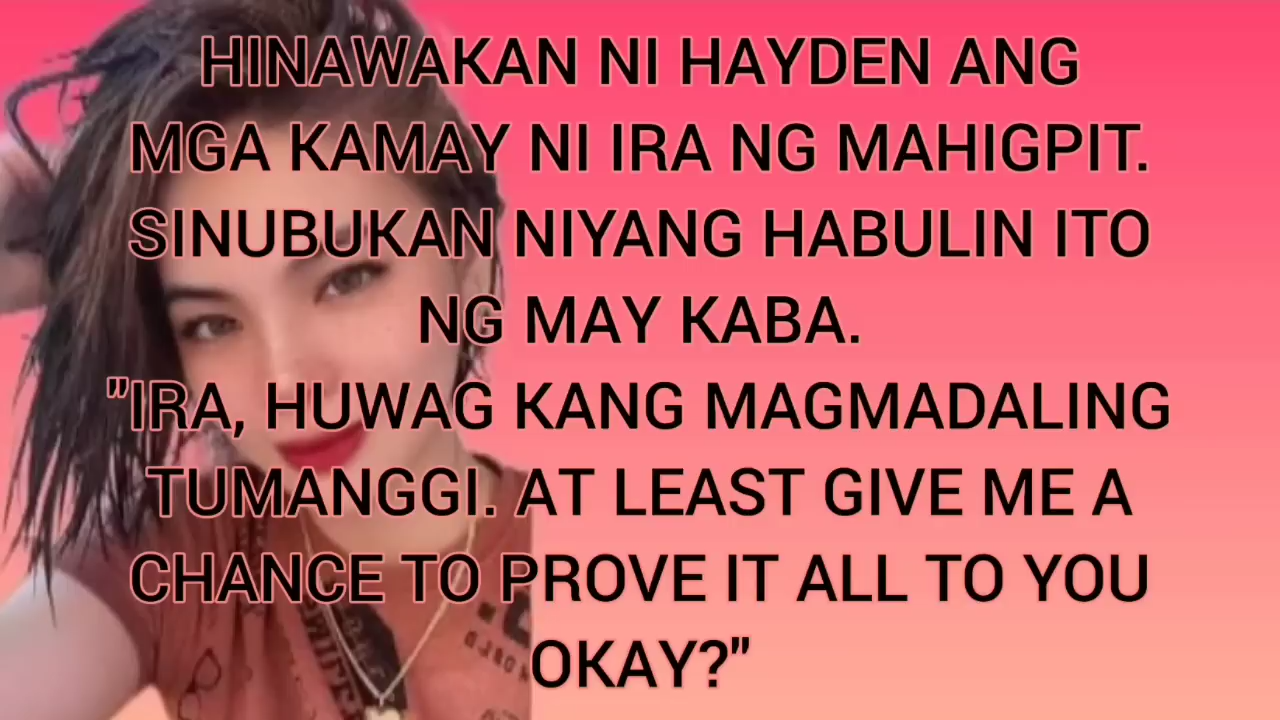 HINAWAKAN NI HAYDEN ANG
MGA KAMAY NI IRA NG MAHIGPIT.
SINUBUKAN NIYANG HABULIN ITO
NG MAY KABA.
"IRA, HUWAG KANG MAGMADALING
TUMANGGI. AT LEAST GIVE ME A
CHANCE TO PROVE IT ALL TO YOU
OKAY?"